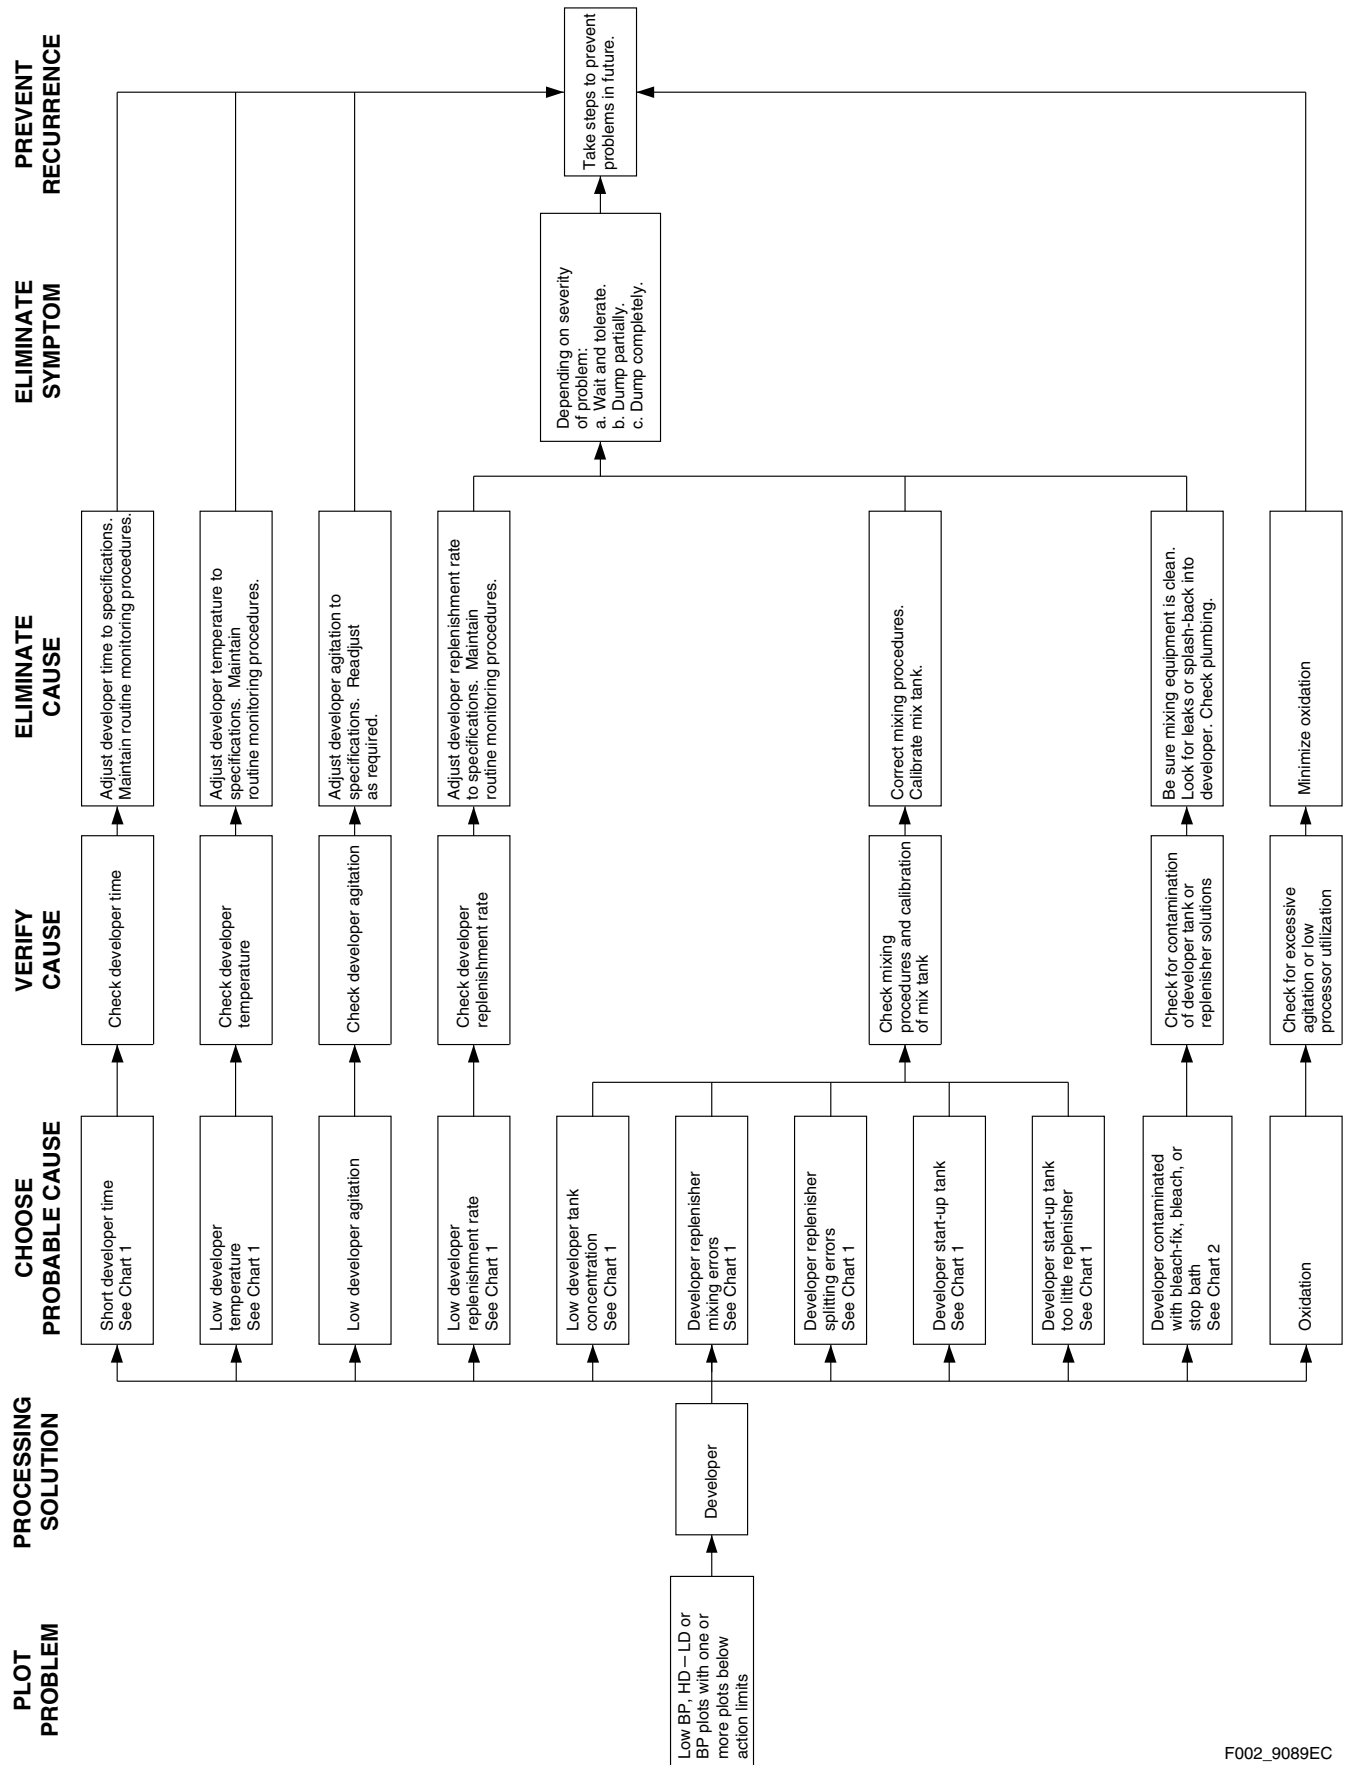 PLOT
PROBLEM
PROCESSING
SOLUTION
CHOOSE
PROBABLE CAUSE
VERIFY
CAUSE
ELIMINATE
CAUSE
ELIMINATE
SYMPTOM
PREVENT
RECURRENCE
Low BP, HD – LD or
BP plots with one or
more plots below
action limits
Developer
Short developer time
See Chart 1
Low developer
temperature
See Chart 1
Low developer agitation
Low developer
replenishment rate
See Chart 1
Low developer tank
concentration
See Chart 1
Developer replenisher
mixing errors
See Chart 1
Developer replenisher
splitting errors
See Chart 1
Developer start-up tank
See Chart 1
Developer start-up tank
too little replenisher
See Chart 1
Developer contaminated
with bleach-fix, bleach, or
stop bath
See Chart 2
Oxidation
Check developer time
Check developer
temperature
Check developer agitation
Check developer
replenishment rate
Check mixing
procedures and calibration
of mix tank
Check for contamination
of developer tank or
replenisher solutions
Check for excessive
agitation or low
processor utilization
Adjust developer time to specifications.
Maintain routine monitoring procedures.
Adjust developer temperature to
specifications. Maintain
routine monitoring procedures.
Adjust developer agitation to
specifications. Readjust
as required.
Adjust developer replenishment rate
to specifications. Maintain
routine monitoring procedures.
Correct mixing procedures.
Calibrate mix tank.
Be sure mixing equipment is clean.
Look for leaks or splash-back into
developer. Check plumbing.
Minimize oxidation
Depending on severity
of problem:
a. Wait and tolerate.
b. Dump partially.
c. Dump completely.
Take steps to prevent
problems in future.
F002_9089EC